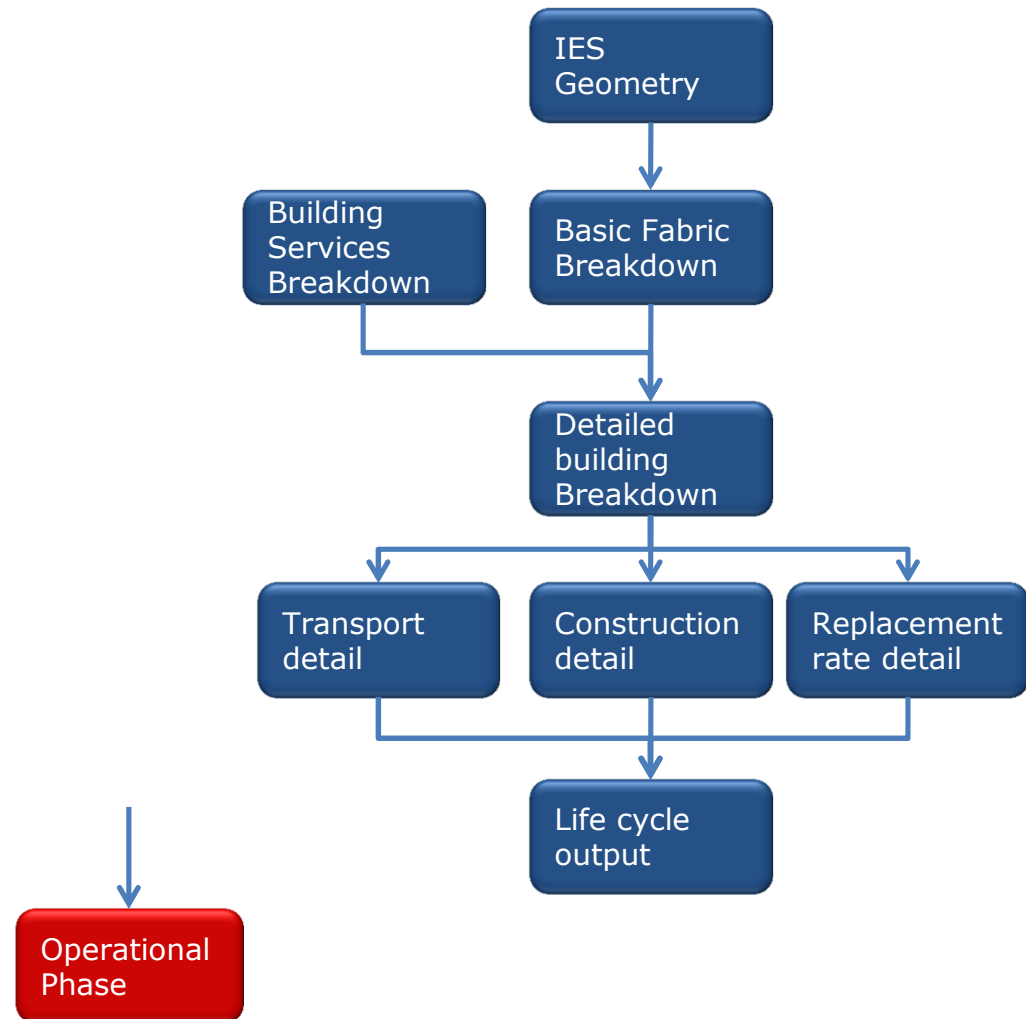 IES
Geometry
Building
Services
Breakdown
Basic Fabric
Breakdown
Detailed
building
Breakdown
Transport
detail
Construction
detail
Replacement
rate detail
Life cycle
output
Operational
Phase